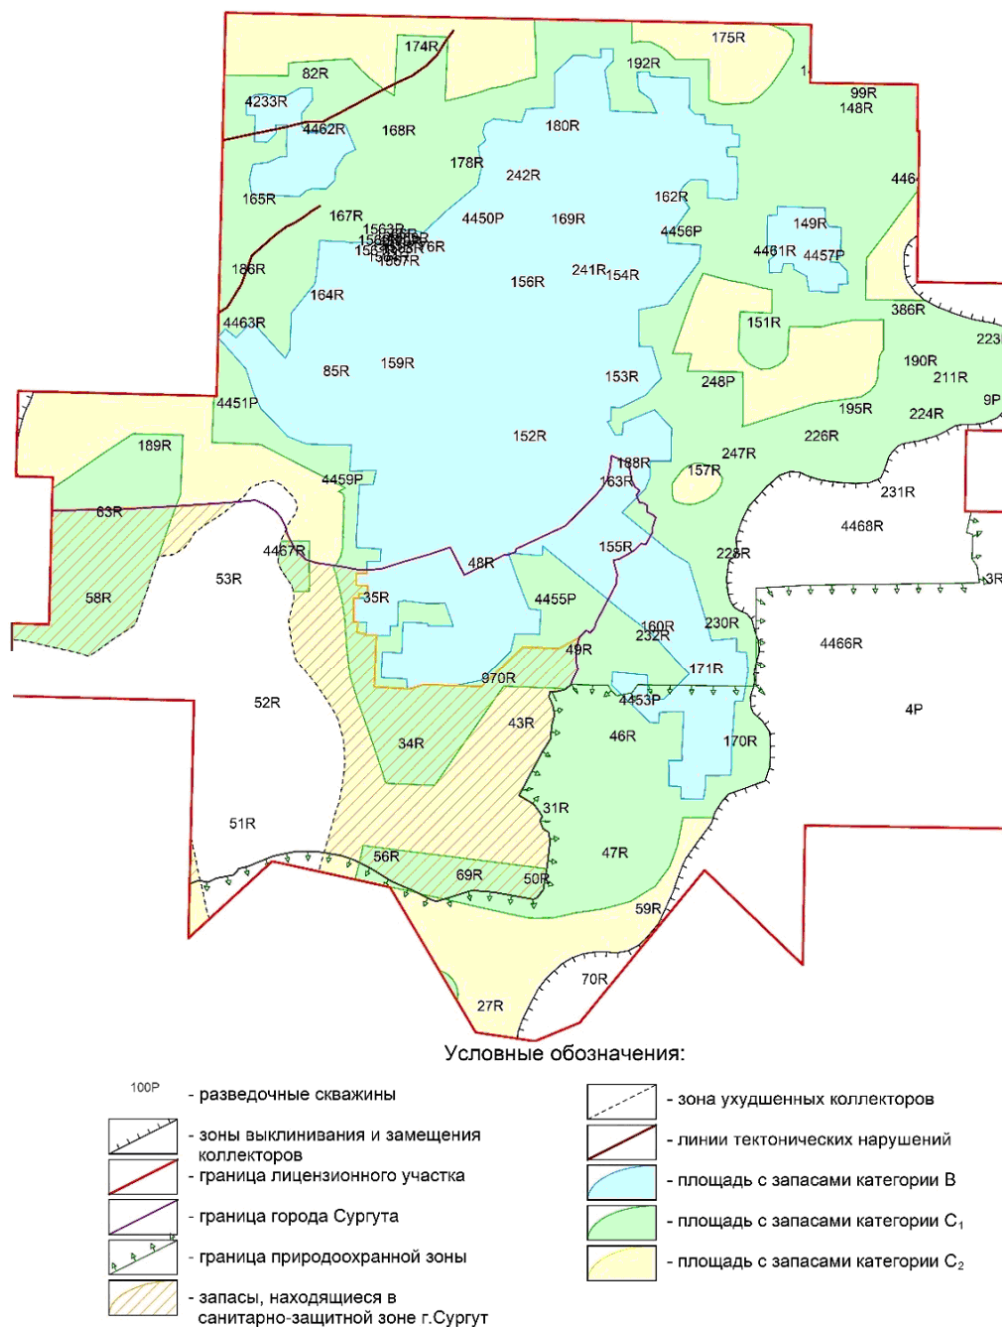 175R
174R
192R
82R
99R
148R
4233R
4462R
168R
180R
178R
242R
4464
165R
162R
167R
4450P
169R
149R
4456P
4461R
4457P
186R
241R
154R
164R
156R
386R
4463R
151R
223R
190R
85R
159R
153R
248P
211R
4451P
9P
195R
224R
152R
226R
189R
247R
188R
157R
4459P
163R
231R
63R
4468R
4467R
155R
228R
48R
53R
3R
58R
35R
4455P
160R
230R
232R
4466R
49R
171R
970R
52R
4453P
4P
43R
46R
34R
170R
31R
51R
56R
47R
69R
50R
59R
70R
27R
Условные обозначения:
100P
- разведочные скважины
- зоны выклинивания и замещения
коллекторов
- граница лицензионного участка
- граница города Сургута
- граница природоохранной зоны
- запасы, находящиеся в
санитарно-защитной зоне г.Сургут
- зона ухудшенных коллекторов
- линии тектонических нарушений
- площадь с запасами категории В
- площадь с запасами категории С₁
- площадь с запасами категории С₂